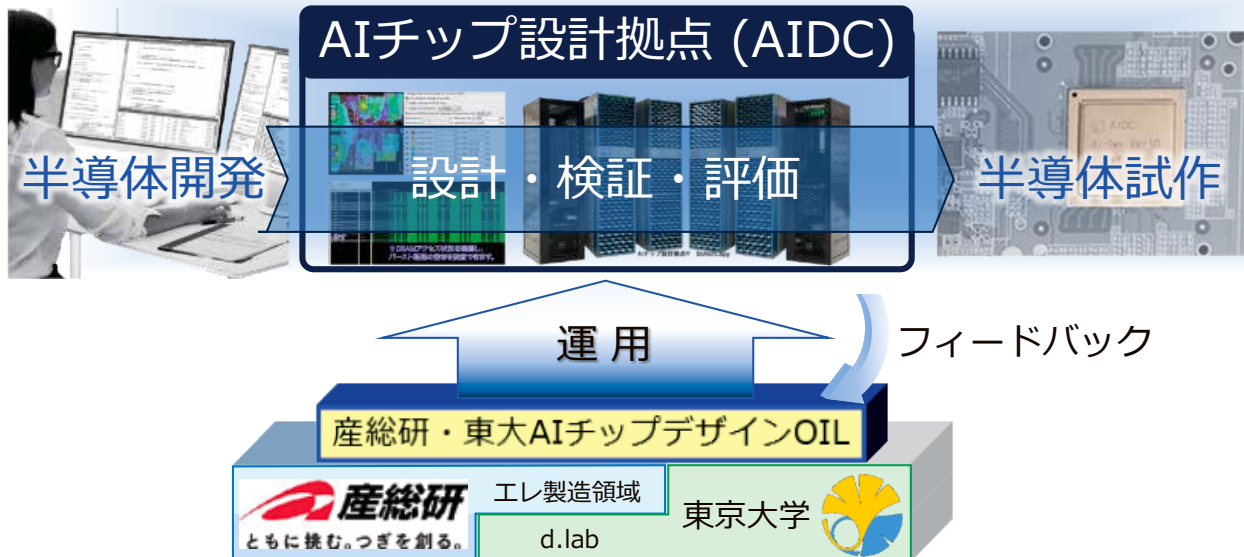 AIチップ設計拠点 (AIDC)
半導体開発
設計・検証・評価
半導体試作
AIDC
運用
フィードバック
産総研・東大AIチップデザインOIL
産総研
ともに挑む。つぎを創る。
エレ製造領域
d.lab
東京大学